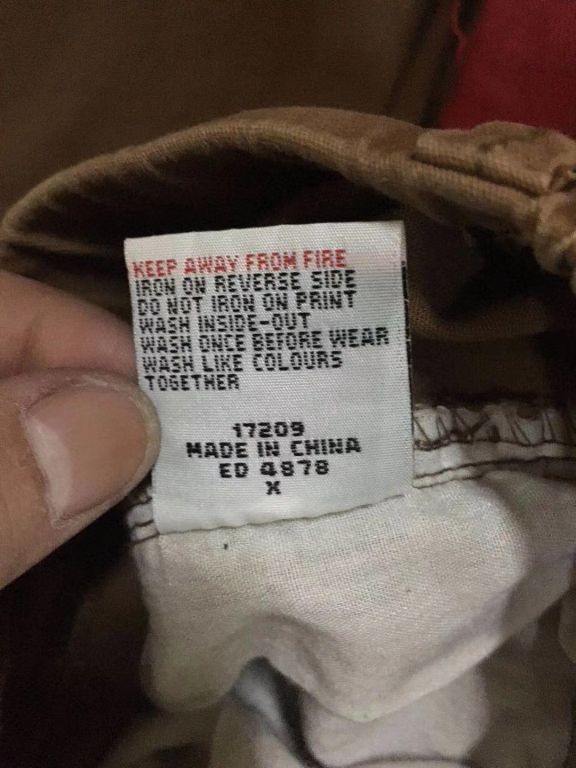 KEEP AWAY FROM FIRE
IRON ON REVERSE SIDE
DO NOT IRON ON PRINT
WASH INSIDE-OUT
WASH ONCE BEFORE WEAR
WASH LIKE COLOURS
TOGETHER
17209
MADE IN CHINA
ED 4878
X